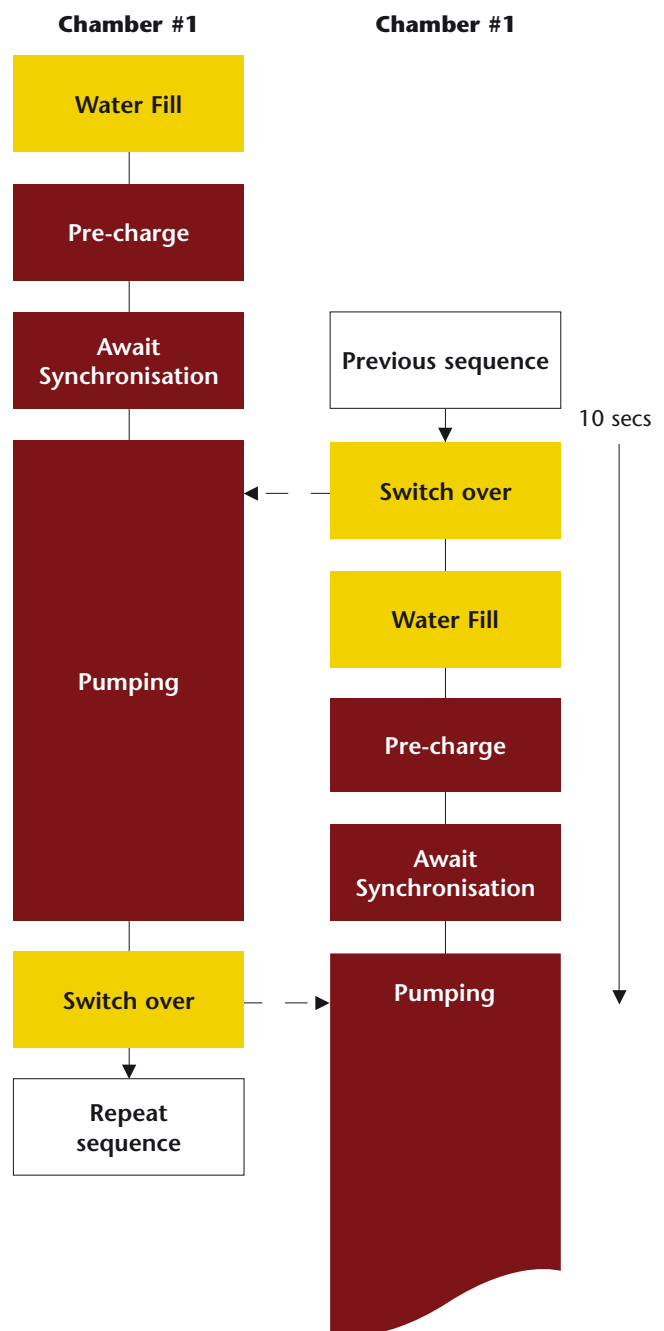 Chamber #1
Water Fill
Pre-charge
Await
Synchronisation
Pumping
Switch over
Repeat
sequence
Chamber #1
Previous sequence
Switch over
Water Fill
Pre-charge
Await
Synchronisation
Pumping
10 secs